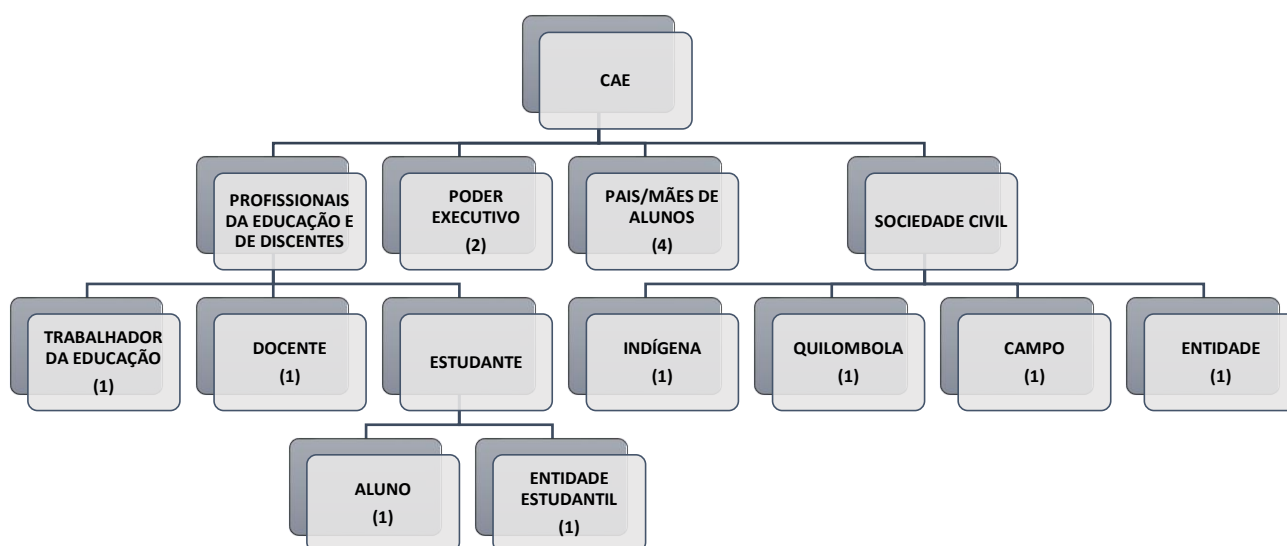 CAE
PROFISSIONAIS
DA EDUCAÇÃO E
DE DISCENTES
PODER
EXECUTIVO
(2)
PAIS/MÃES DE
ALUNOS
(4)
SOCIEDADE CIVIL
TRABALHADOR
DA EDUCAÇÃO
(1)
DOCENTE
(1)
ESTUDANTE
INDÍGENA
(1)
QUILOMBOLA
(1)
CAMPO
(1)
ENTIDADE
(1)
ALUNO
(1)
ENTIDADE
ESTUDANTIL
(1)